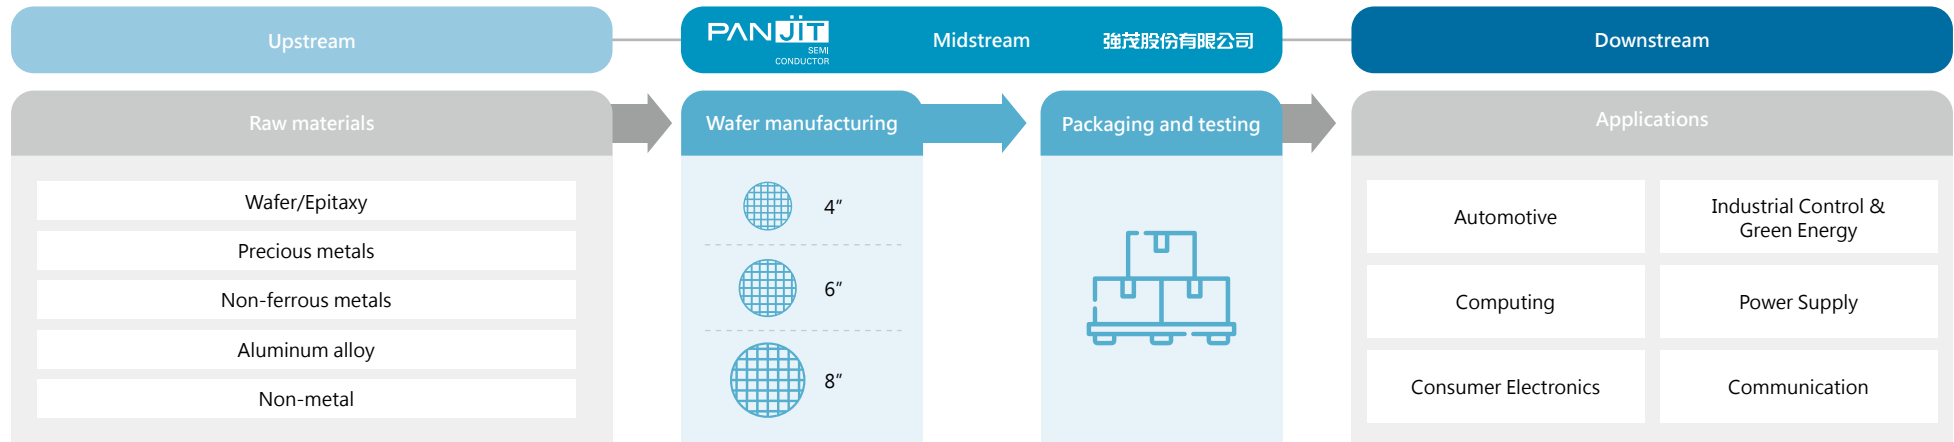 Upstream
PANJIT
SEMI
CONDUCTOR
Midstream
強茂股份有限公司
Downstream
Raw materials
Wafer manufacturing
Packaging and testing
Applications
Wafer/Epitaxy
Precious metals
Non-ferrous metals
Aluminum alloy
Non-metal
4"
6"
8"
Automotive
Industrial Control &
Green Energy
Computing
Power Supply
Consumer Electronics
Communication